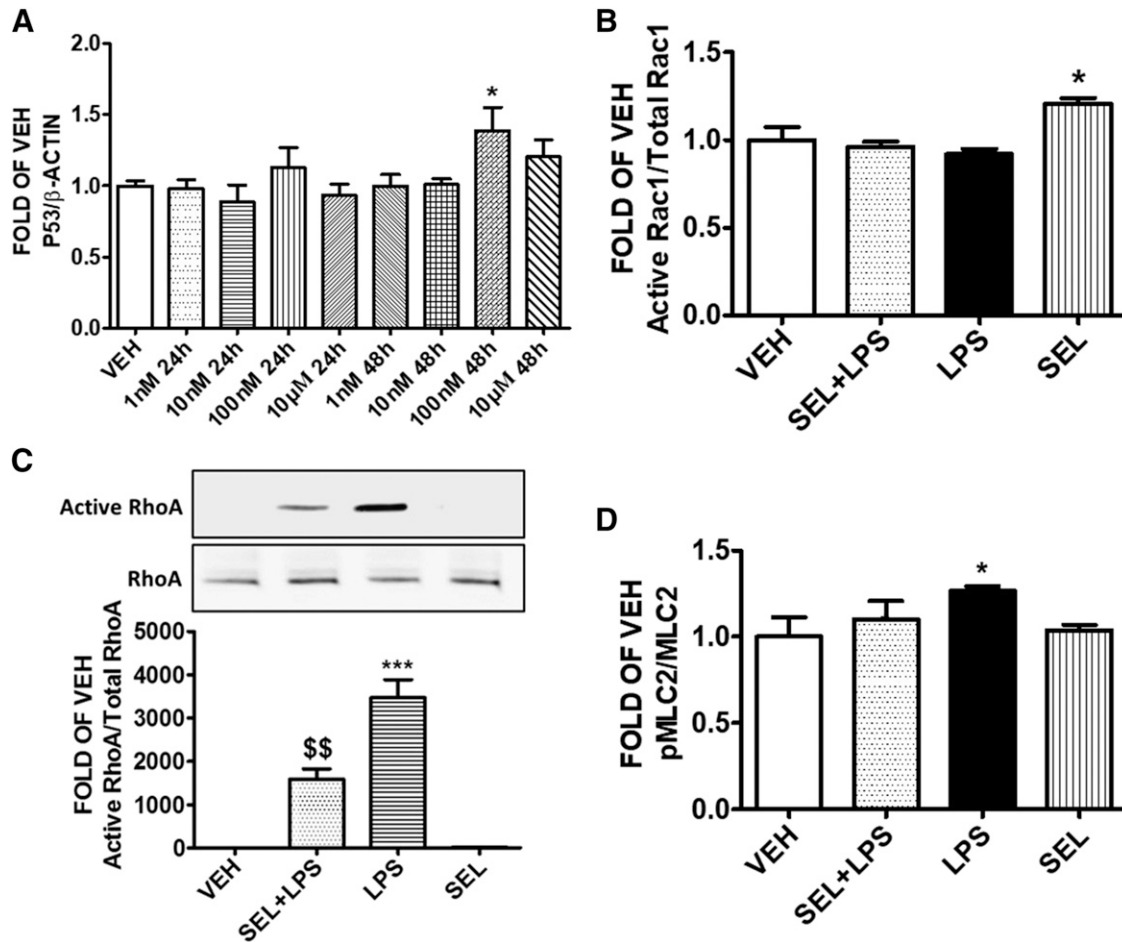 A
FOLD OF VEH
P53/β-ACTIN
2.0
1.5
1.0
0.5
0.0
*
VEH
1nM 24h
10nM 24h
100nM 24h
10μM 24h
1nM 48h
10nM 48h
100nM 48h
10μM 48h
B
FOLD OF VEH
Active Rac1/Total Rac1
1.5
1.0
0.5
0.0
*
VEH
SEL+LPS
LPS
SEL
C
Active RhoA
RhoA
FOLD OF VEH
Active RhoA/Total RhoA
5000
4000
3000
2000
1000
0
$$
***
VEH
SEL+LPS
LPS
SEL
D
FOLD OF VEH
pMLC2/MLC2
1.5
1.0
0.5
0.0
*
VEH
SEL+LPS
LPS
SEL